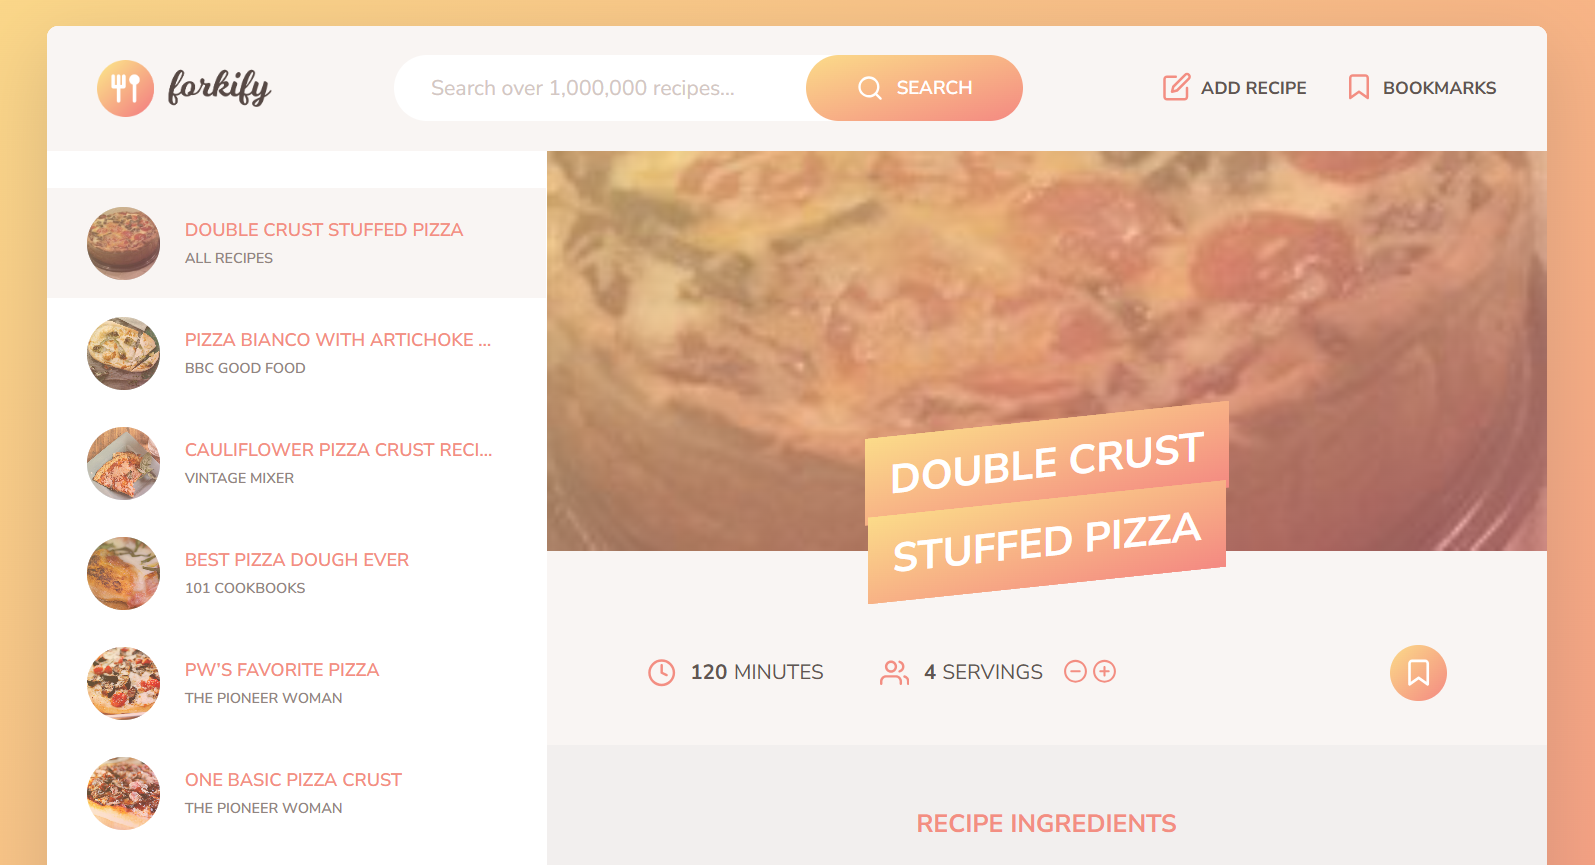 forkify
Search over 1,000,000 recipes...
SEARCH
ADD RECIPE
BOOKMARKS
DOUBLE CRUST STUFFED PIZZA
ALL RECIPES
PIZZA BIANCO WITH ARTICHOKE ...
BBC GOOD FOOD
CAULIFLOWER PIZZA CRUST RECI...
VINTAGE MIXER
BEST PIZZA DOUGH EVER
101 COOKBOOKS
PW'S FAVORITE PIZZA
THE PIONEER WOMAN
ONE BASIC PIZZA CRUST
THE PIONEER WOMAN
DOUBLE CRUST
STUFFED PIZZA
120 MINUTES
4 SERVINGS
RECIPE INGREDIENTS